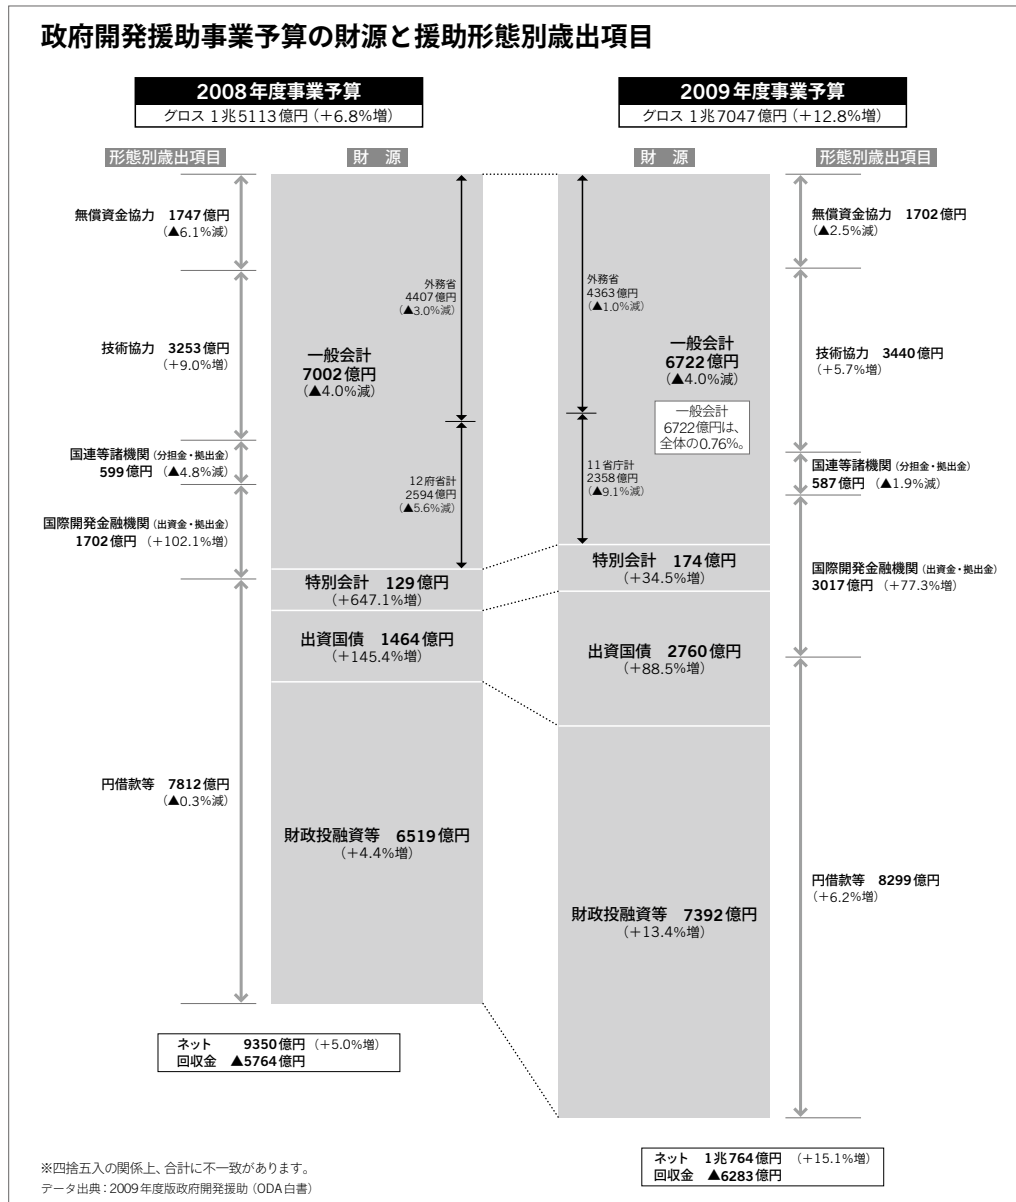 政府開発援助事業予算の財源と援助形態別歳出項目
2008年度事業予算
グロス 1兆5113億円(+6.8%増)
形態別歳出項目
財 源
無償資金協力 1747億円
(▲6.1%減)
技術協力 3253億円
(+9.0%増)
国連等諸機関(分担金・拠出金)
599億円 (▲4.8%減)
国際開発金融機関(出資金・拠出金)
1702億円 (+102.1%増)
円借款等 7812億円
(▲0.3%減)
外務省
4407億円
(▲3.0%減)
一般会計
7002億円
(▲4.0%減)
12府省計
2594億円
(▲5.6%減)
特別会計 129億円
(+647.1%増)
出資国債 1464億円
(+145.4%増)
財政投融資等 6519億円
(+4.4%増)
ネット 9350億円 (+5.0%増)
回収金 ▲5764億円
2009年度事業予算
グロス 1兆7047億円(+12.8%増)
財 源
形態別歳出項目
外務省
4363億円
(▲1.0%減)
一般会計
6722億円
(▲4.0%減)
一般会計
6722億円は、
全体の0.76%。
11省庁計
2358億円
(▲9.1%減)
特別会計 174億円
(+34.5%増)
出資国債 2760億円
(+88.5%増)
財政投融資等 7392億円
(+13.4%増)
無償資金協力 1702億円
(▲2.5%減)
技術協力 3440億円
(+5.7%増)
国連等諸機関(分担金・拠出金)
587億円 (▲1.9%減)
国際開発金融機関(出資金・拠出金)
3017億円 (+77.3%増)
円借款等 8299億円
(+6.2%増)
ネット 1兆764億円 (+15.1%増)
回収金 ▲6283億円
※四捨五入の関係上、合計に不一致があります。
データ出典:2009年度版政府開発援助(ODA白書)